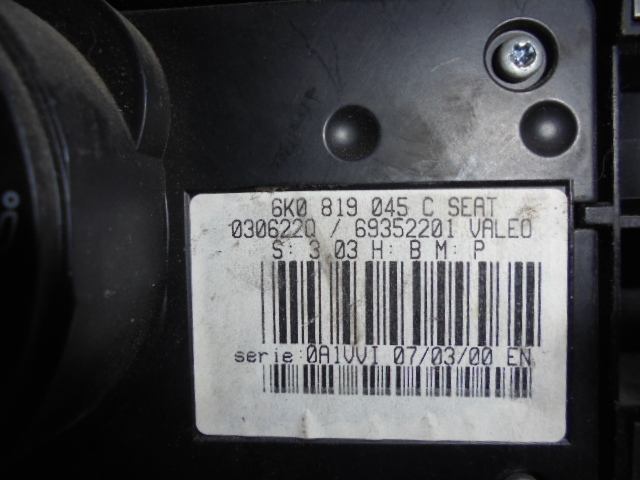 6K0 819 045 C SEAT
030622Q / 69352201 VALEO
S: 3 03 H: B M: P
serie:0A1VVI 07/03/00 EN